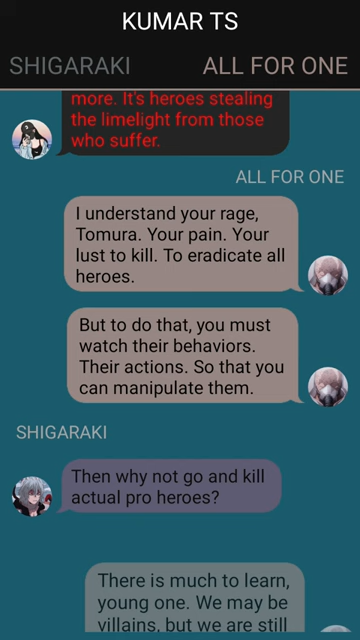 KUMAR TS
SHIGARAKI ALL FOR ONE
more. It's heroes stealing
the limelight from those
who suffer.
ALL FOR ONE
I understand your rage,
Tomura. Your pain. Your
lust to kill. To eradicate all
heroes.
But to do that, you must
watch their behaviors.
Their actions. So that you
can manipulate them.
SHIGARAKI
Then why not go and kill
actual pro heroes?
There is much to learn,
young one. We may be
villains, but we are still